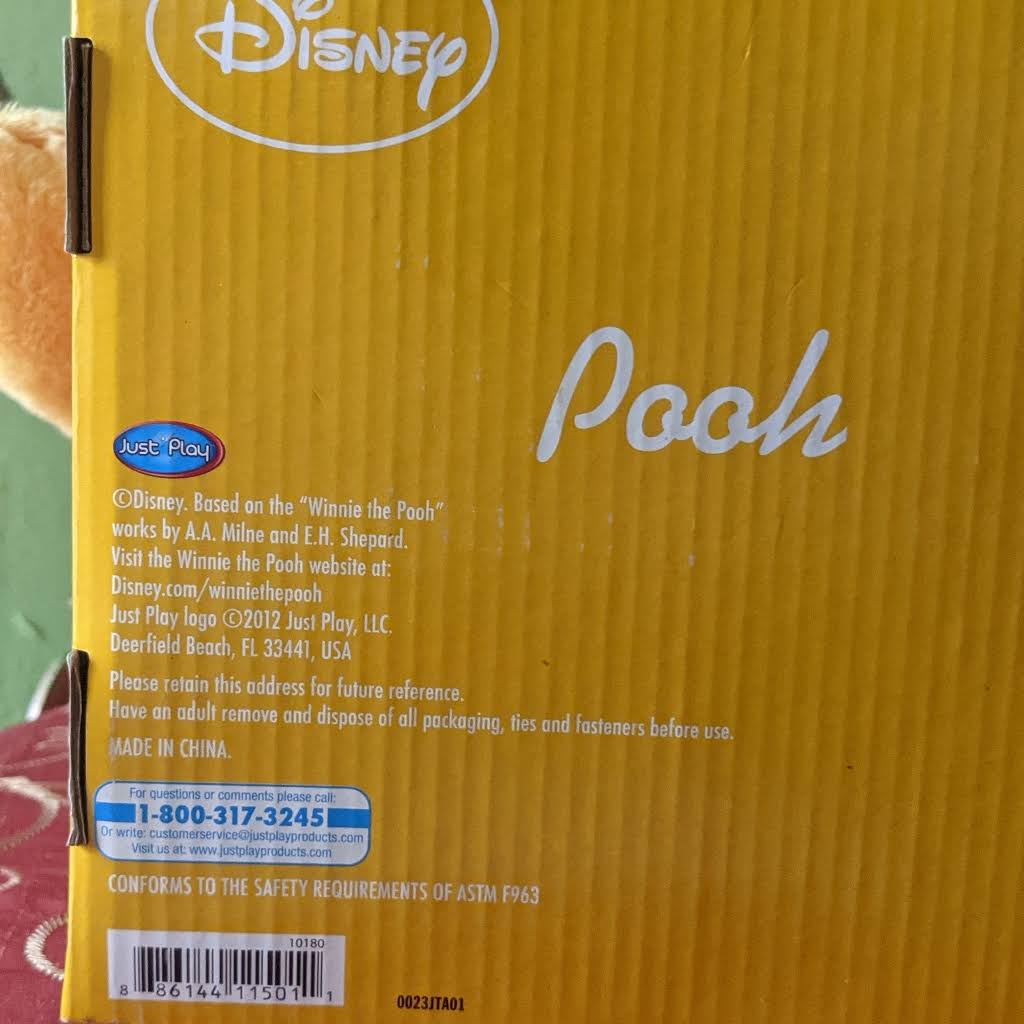 Disney
Pooh
Just Play
©Disney. Based on the “Winnie the Pooh”
works by A.A. Milne and E.H. Shepard.
Visit the Winnie the Pooh website at:
Disney.com/winniethepooh
Just Play logo ©2012 Just Play, LLC.
Deerfield Beach, FL 33441, USA
Please retain this address for future reference.
Have an adult remove and dispose of all packaging, ties and fasteners before use.
MADE IN CHINA.
For questions or comments please call:
1-800-317-3245
Or write: customerservice@justplayproducts.com
Visit us at: www.justplayproducts.com
CONFORMS TO THE SAFETY REQUIREMENTS OF ASTM F963
10180
8 86144 11501 1
0023JTA01